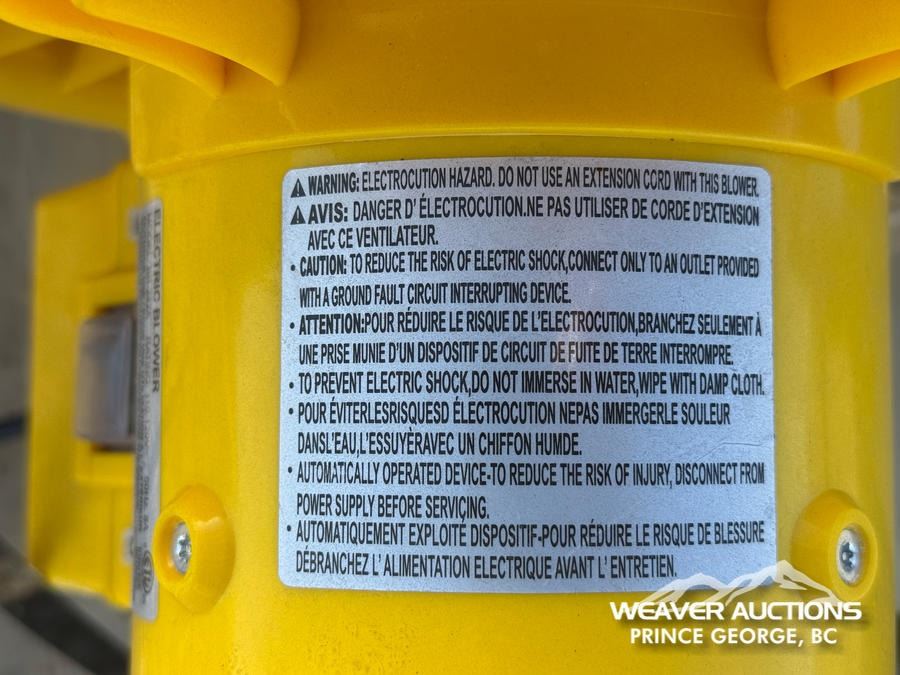 WARNING: ELECTROCUTION HAZARD. DO NOT USE AN EXTENSION CORD WITH THIS BLOWER.
AVIS: DANGER D' ÉLECTROCUTION.NE PAS UTILISER DE CORDE D'EXTENSION
AVEC CE VENTILATEUR.
• CAUTION: TO REDUCE THE RISK OF ELECTRIC SHOCK,CONNECT ONLY TO AN OUTLET PROVIDED
WITH A GROUND FAULT CIRCUIT INTERRUPTING DEVICE.
• ATTENTION:POUR RÉDUIRE LE RISQUE DE L'ELECTROCUTION,BRANCHEZ SEULEMENT À
UNE PRISE MUNIE D'UN DISPOSITIF DE CIRCUIT DE FUITE DE TERRE INTERROMPRE.
• TO PREVENT ELECTRIC SHOCK,DO NOT IMMERSE IN WATER,WIPE WITH DAMP CLOTH.
• POUR ÉVITERLESRISQUESD ÉLECTROCUTION NEPAS IMMERGERLE SOULEUR
DANSL'EAU,L'ESSUYÈRAVEC UN CHIFFON HUMDE.
• AUTOMATICALLY OPERATED DEVICE-TO REDUCE THE RISK OF INJURY, DISCONNECT FROM
POWER SUPPLY BEFORE SERVICING.
• AUTOMATIQUEMENT EXPLOITÉ DISPOSITIF-POUR RÉDUIRE LE RISQUE DE BLESSURE
DÉBRANCHEZ L' ALIMENTATION ELECTRIQUE AVANT L' ENTRETIEN.
ELECTRIC BLOWER
WEAVER AUCTIONS
PRINCE GEORGE, BC